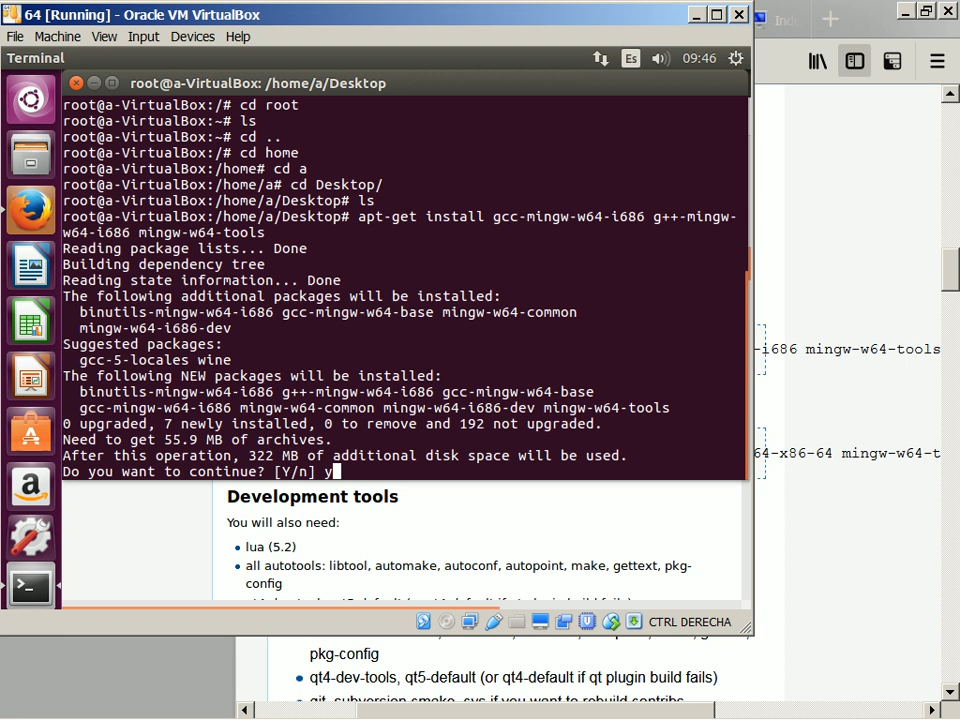 64 [Running] - Oracle VM VirtualBox
File Machine View Input Devices Help
Terminal
Es
09:46
root@a-VirtualBox: /home/a/Desktop
root@a-VirtualBox:/# cd root
root@a-VirtualBox:~# ls
root@a-VirtualBox:~# cd ..
root@a-VirtualBox:/# cd home
root@a-VirtualBox:/home# cd a
root@a-VirtualBox:/home/a# cd Desktop/
root@a-VirtualBox:/home/a/Desktop# ls
root@a-VirtualBox:/home/a/Desktop# apt-get install gcc-mingw-w64-i686 g++-mingw-
w64-i686 mingw-w64-tools
Reading package lists... Done
Building dependency tree
Reading state information... Done
The following additional packages will be installed:
binutils-mingw-w64-i686 gcc-mingw-w64-base mingw-w64-common
mingw-w64-i686-dev
Suggested packages:
gcc-5-locales wine
The following NEW packages will be installed:
binutils-mingw-w64-i686 g++-mingw-w64-i686 gcc-mingw-w64-base
gcc-mingw-w64-i686 mingw-w64-common mingw-w64-i686-dev mingw-w64-tools
0 upgraded, 7 newly installed, 0 to remove and 192 not upgraded.
Need to get 55.9 MB of archives.
After this operation, 322 MB of additional disk space will be used.
Do you want to continue? [Y/n] y
-i686 mingw-w64-tools
64-x86-64 mingw-w64-t
Development tools
You will also need:
lua (5.2)
all autotools: libtool, automake, autoconf, autopoint, make, gettext, pkg-
config
CTRL DERECHA
pkg-config
qt4-dev-tools, qt5-default (or qt4-default if qt plugin build fails)
git, subversion,cmake, cvs if you want to rebuild contribs